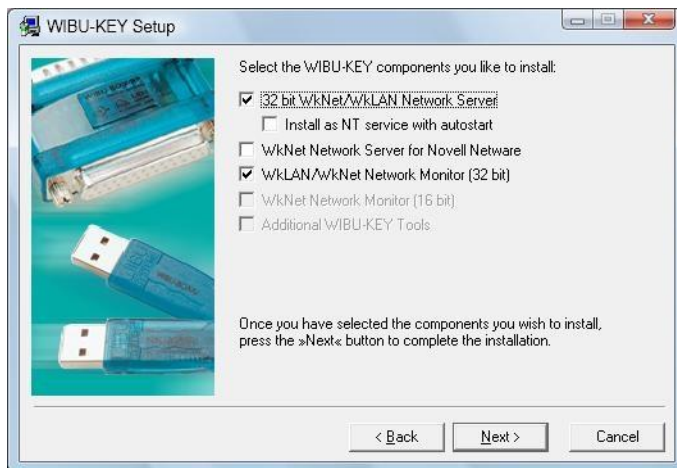 WIBU-KEY Setup
Select the WIBU-KEY components you like to install:
32 bit WkNet/WkLAN Network Server
Install as NT service with autostart
WkNet Network Server for Novell Netware
WkLAN/WkNet Network Monitor (32 bit)
WkNet Network Monitor (16 bit)
Additional WIBU-KEY Tools
Once you have selected the components you wish to install,
press the »Next« button to complete the installation.
< Back
Next >
Cancel